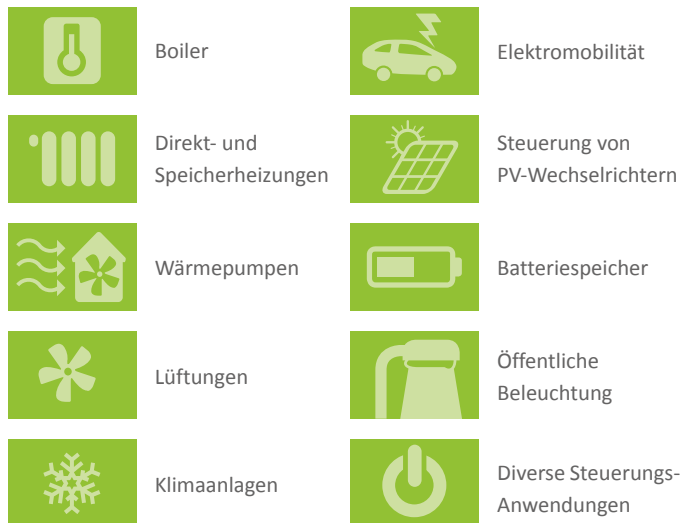 Boiler
Direkt- und
Speicherheizungen
Wärmepumpen
Lüftungen
Klimaanlagen
Elektromobilität
Steuerung von
PV-Wechselrichtern
Batteriespeicher
Öffentliche
Beleuchtung
Diverse Steuerungs-
Anwendungen